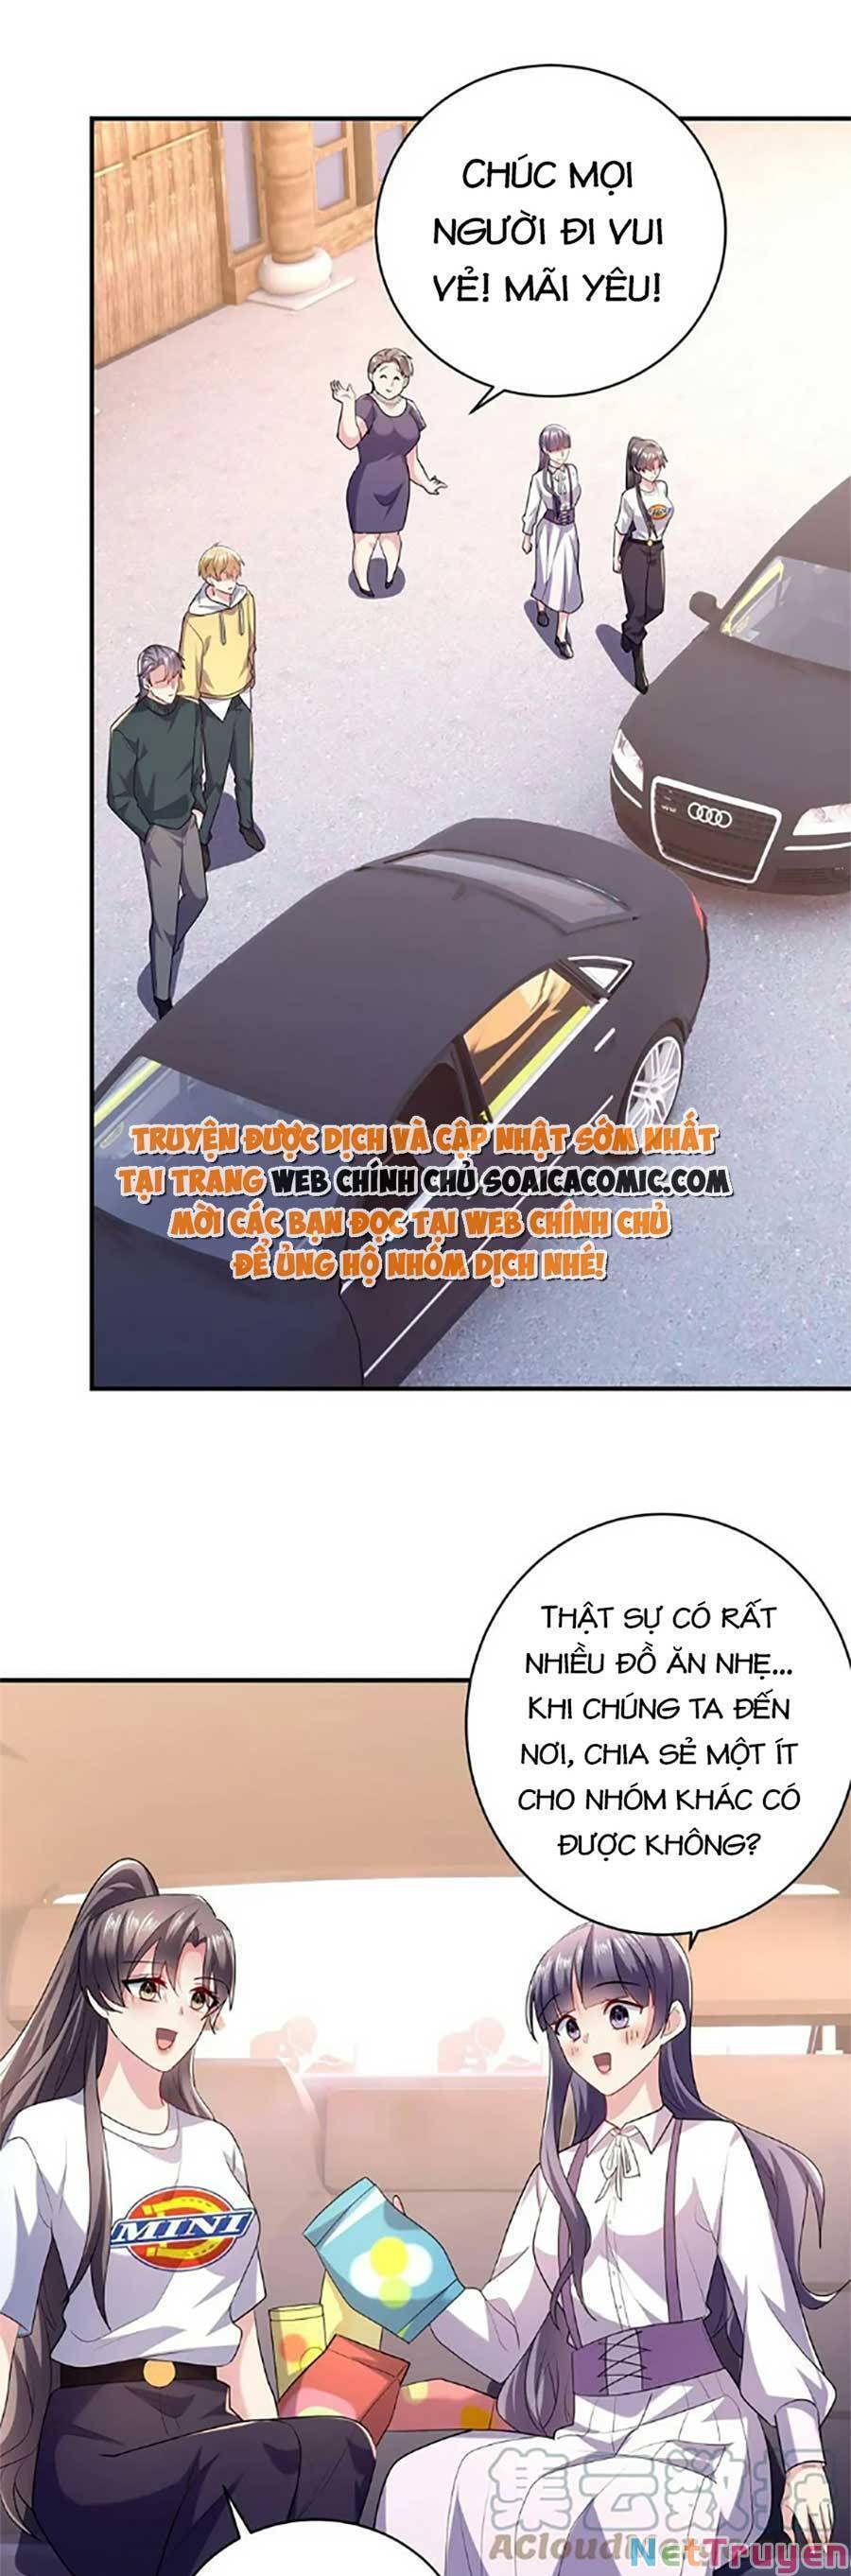 CHÚC MỌI
NGƯỜI ĐI VUI
VẺ! MÃI YÊU!
TRUYỆN ĐƯỢC DỊCH VÀ CẬP NHẬT SỚM NHẤT
TẠI TRANG WEB CHÍNH CHỦ SOAICACOMIC.COM
MỜI CÁC BẠN ĐỌC TẠI WEB CHÍNH CHỦ
ĐỂ ỦNG HỘ NHÓM DỊCH NHÉ!
THẬT SỰ CÓ RẤT
NHIỀU ĐỒ ĂN NHẸ...
KHI CHÚNG TA ĐẾN
NƠI, CHIA SẺ MỘT ÍT
CHO NHÓM KHÁC CÓ
ĐƯỢC KHÔNG?
MINI
集云数据
NetTruyen